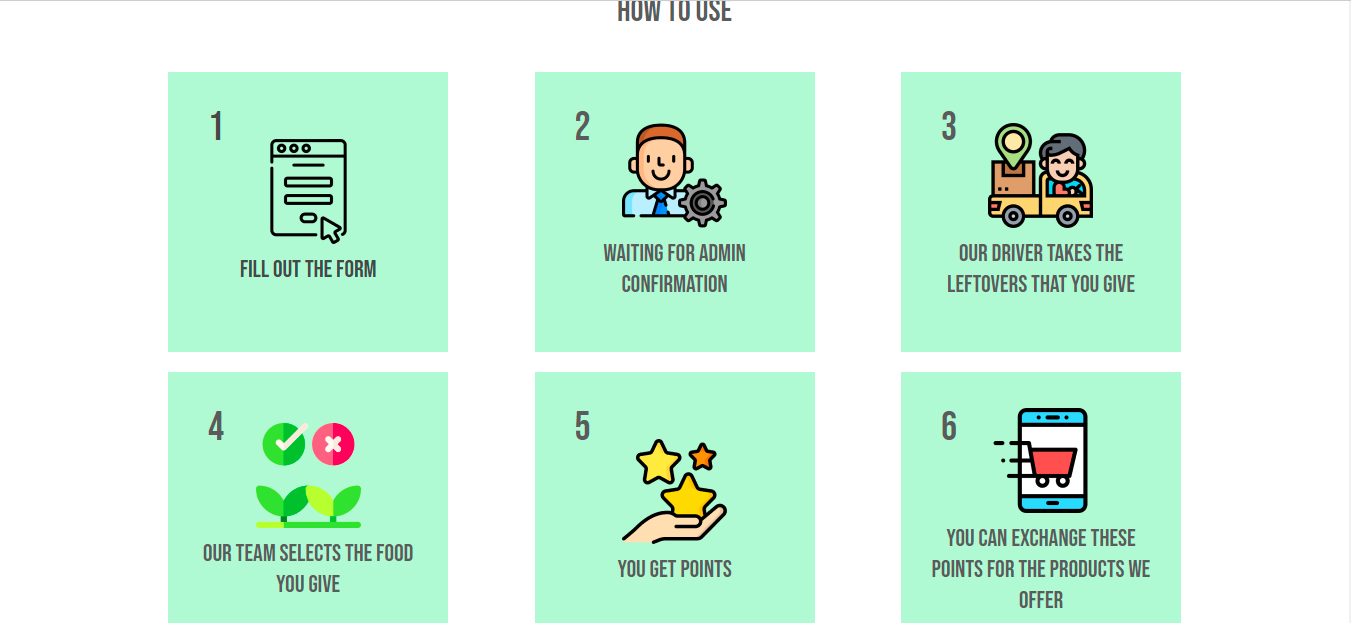 HOW TO USE
1
FILL OUT THE FORM
2
WAITING FOR ADMIN
CONFIRMATION
3
OUR DRIVER TAKES THE
LEFTOVERS THAT YOU GIVE
4
OUR TEAM SELECTS THE FOOD
YOU GIVE
5
YOU GET POINTS
6
YOU CAN EXCHANGE THESE
POINTS FOR THE PRODUCTS WE
OFFER